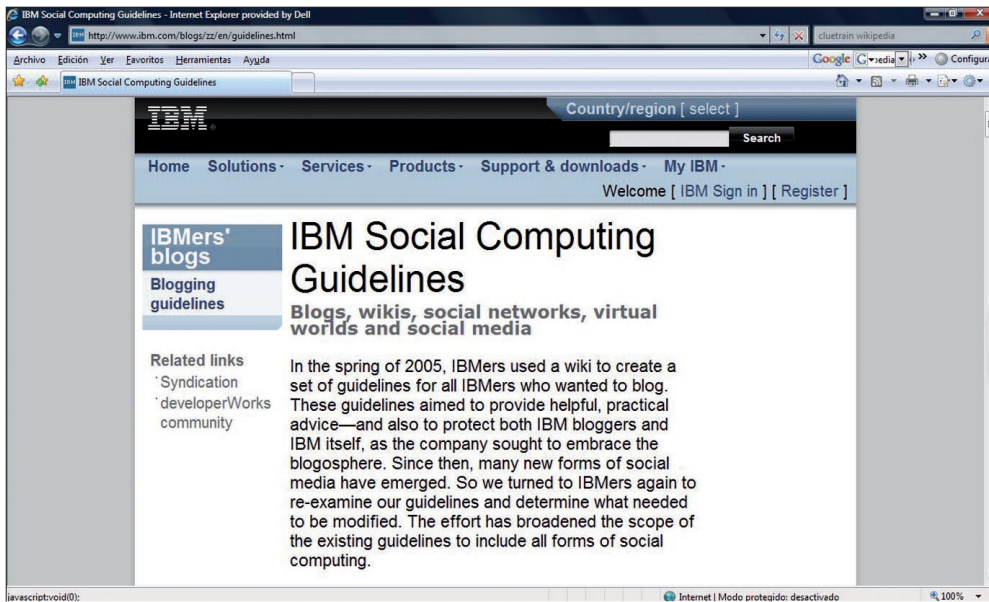 IBM Social Computing Guidelines - Internet Explorer provided by Dell
http://www.ibm.com/blogs/zz/en/guidelines.html
cluetrain wikipedia
Archivo Edición Ver Favoritos Herramientas Ayuda
Google
Configura
IBM Social Computing Guidelines
IBM
Country/region [ select ]
Search
Home Solutions Services Products Support & downloads My IBM
Welcome [ IBM Sign in ] [ Register ]
IBMers'
blogs
Blogging
guidelines
Related links
Syndication
developerWorks
community
IBM Social Computing
Guidelines
Blogs, wikis, social networks, virtual
worlds and social media
In the spring of 2005, IBMers used a wiki to create a
set of guidelines for all IBMers who wanted to blog.
These guidelines aimed to provide helpful, practical
advice—and also to protect both IBM bloggers and
IBM itself, as the company sought to embrace the
blogosphere. Since then, many new forms of social
media have emerged. So we turned to IBMers again to
re-examine our guidelines and determine what needed
to be modified. The effort has broadened the scope of
the existing guidelines to include all forms of social
computing.
javascript:void(0);
Internet | Modo protegido: desactivado
100%